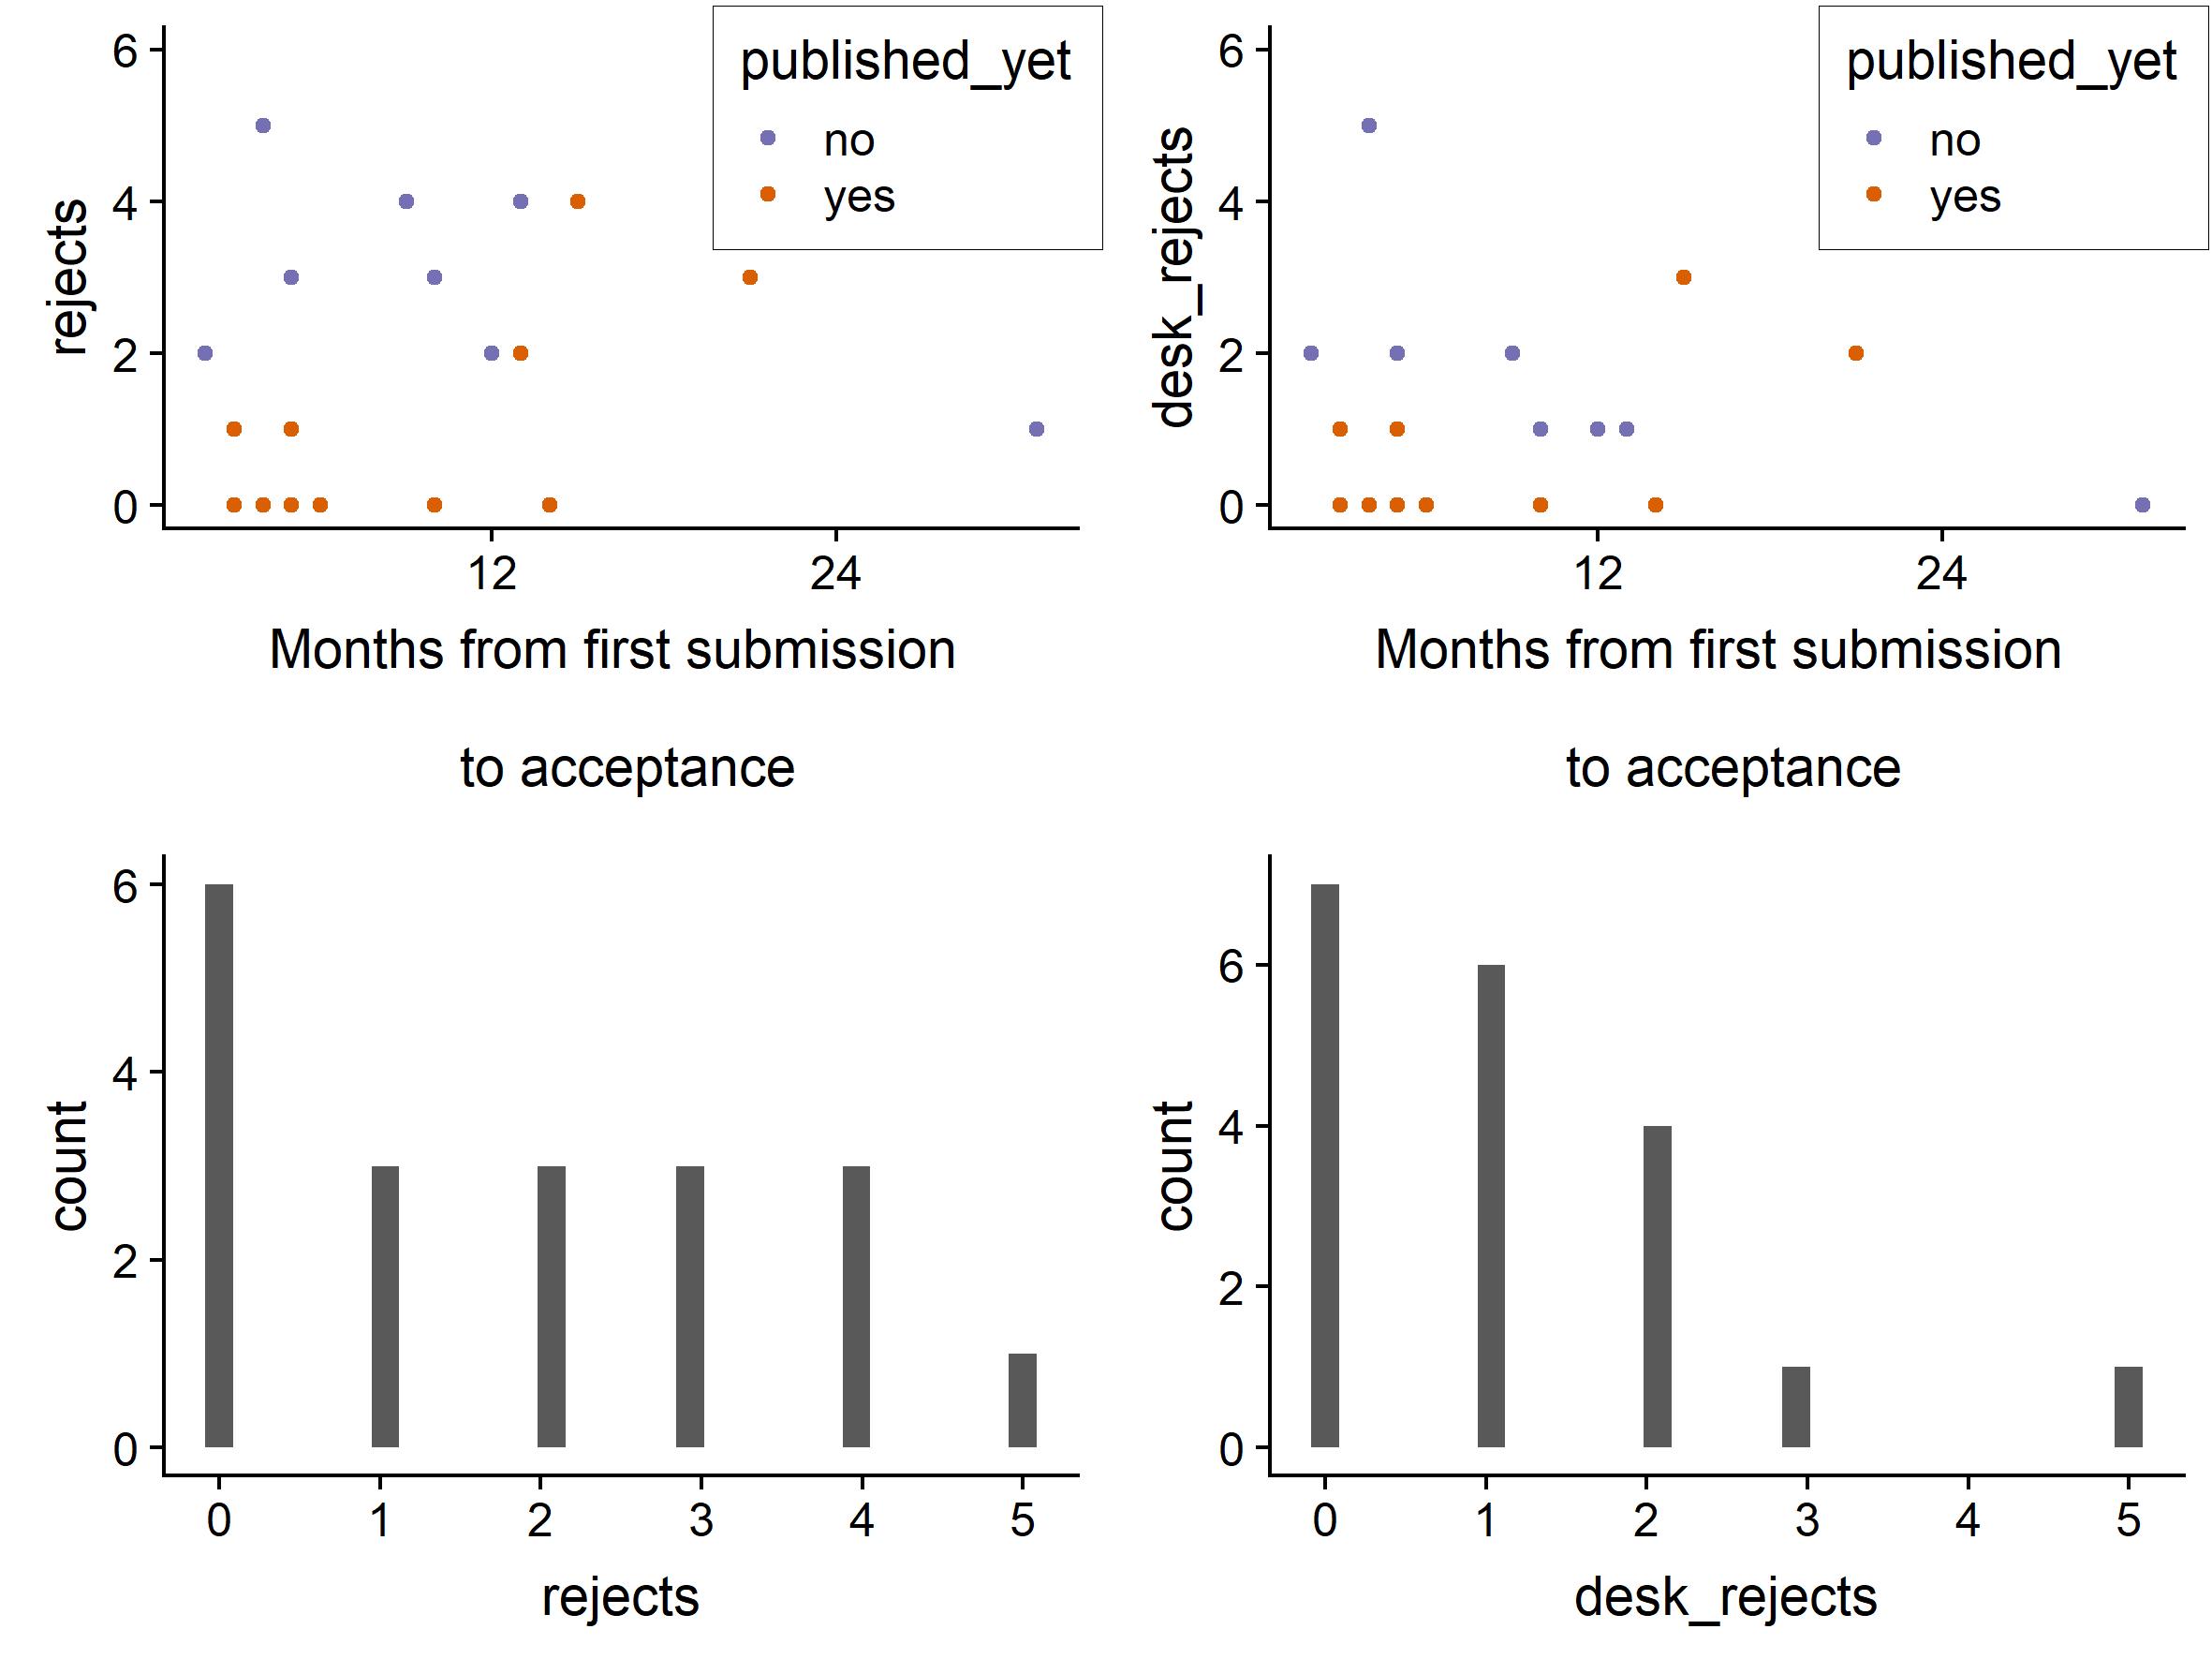 published_yet
no
yes
rejects
6
4
2
0
12
24
Months from first submission
to acceptance
published_yet
no
yes
desk_rejects
6
4
2
0
12
24
Months from first submission
to acceptance
count
6
4
2
0
0 1 2 3 4 5
rejects
count
6
4
2
0
0 1 2 3 4 5
desk_rejects